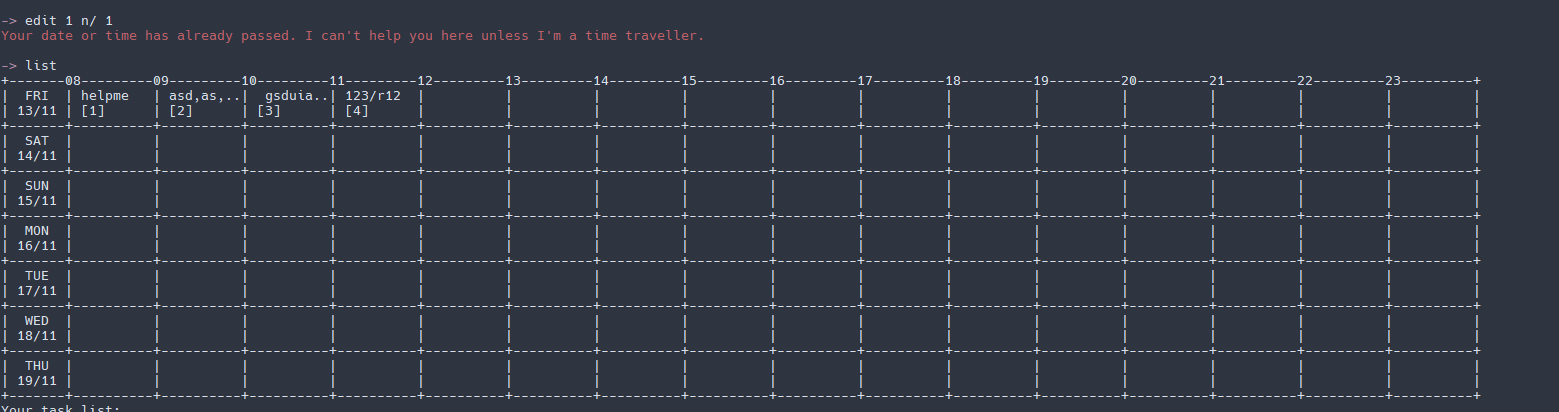 -> edit 1 n/ 1
Your date or time has already passed. I can't help you here unless I'm a time traveller.
-> list
+-------08---------09---------10---------11---------12---------13---------14---------15---------16---------17---------18---------19---------20---------21---------22---------23----------+
| FRI | helpme | asd,as,..| gsduia..| 123/r12 | | | | | | | | | | | | |
| 13/11 | [1] | [2] | [3] | [4] | | | | | | | | | | | | |
+-------+----------+----------+----------+----------+----------+----------+----------+----------+----------+----------+----------+----------+----------+----------+----------+----------+
| SAT | | | | | | | | | | | | | | | | |
| 14/11 | | | | | | | | | | | | | | | | |
+-------+----------+----------+----------+----------+----------+----------+----------+----------+----------+----------+----------+----------+----------+----------+----------+----------+
| SUN | | | | | | | | | | | | | | | | |
| 15/11 | | | | | | | | | | | | | | | | |
+-------+----------+----------+----------+----------+----------+----------+----------+----------+----------+----------+----------+----------+----------+----------+----------+----------+
| MON | | | | | | | | | | | | | | | | |
| 16/11 | | | | | | | | | | | | | | | | |
+-------+----------+----------+----------+----------+----------+----------+----------+----------+----------+----------+----------+----------+----------+----------+----------+----------+
| TUE | | | | | | | | | | | | | | | | |
| 17/11 | | | | | | | | | | | | | | | | |
+-------+----------+----------+----------+----------+----------+----------+----------+----------+----------+----------+----------+----------+----------+----------+----------+----------+
| WED | | | | | | | | | | | | | | | | |
| 18/11 | | | | | | | | | | | | | | | | |
+-------+----------+----------+----------+----------+----------+----------+----------+----------+----------+----------+----------+----------+----------+----------+----------+----------+
| THU | | | | | | | | | | | | | | | | |
| 19/11 | | | | | | | | | | | | | | | | |
+-------+----------+----------+----------+----------+----------+----------+----------+----------+----------+----------+----------+----------+----------+----------+----------+----------+
Your task list: